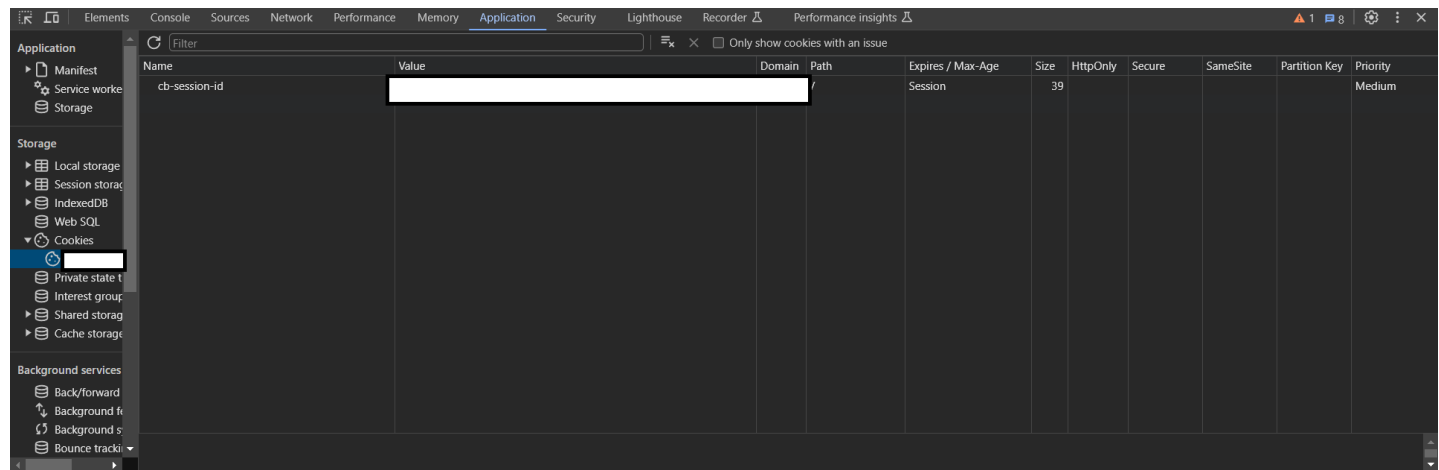 Elements Console Sources Network Performance Memory Application Security Lighthouse Recorder Performance insights 1 8
Application
Filter
Only show cookies with an issue
Manifest
Service worke
Storage
Name Value Domain Path Expires / Max-Age Size HttpOnly Secure SameSite Partition Key Priority
cb-session-id / Session 39 Medium
Storage
Local storage
Session storag
IndexedDB
Web SQL
Cookies
Private state t
Interest group
Shared storag
Cache storage
Background services
Back/forward
Background fe
Background sy
Bounce trackin